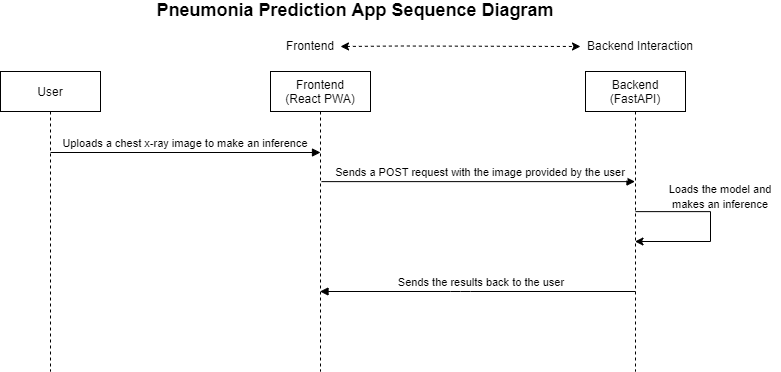 Pneumonia Prediction App Sequence Diagram
Frontend
Backend Interaction
User
Frontend
(React PWA)
Backend
(FastAPI)
Uploads a chest x-ray image to make an inference
Sends a POST request with the image provided by the user
Loads the model and
makes an inference
Sends the results back to the user